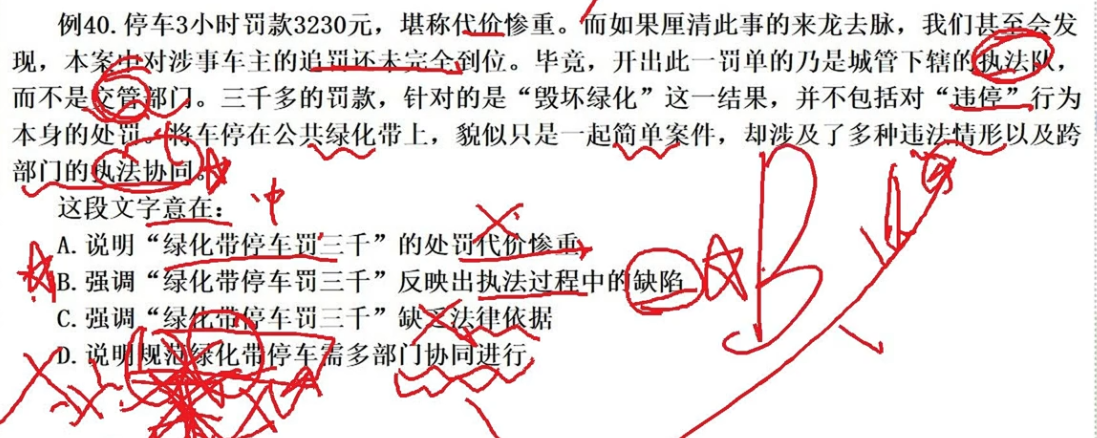 例40.停车3小时罚款3230元，堪称代价惨重。而如果厘清此事的来龙去脉，我们甚至会发
现，本案中对涉事车主的追罚还未完全到位。毕竟，开出此一罚单的乃是城管下辖的执法队，
而不是交管部门。三千多的罚款，针对的是“毁坏绿化”这一结果，并不包括对“违停”行为
本身的处罚。将车停在公共绿化带上，貌似只是一起简单案件，却涉及了多种违法情形以及跨
部门的执法协同。
这段文字意在：
中
A.说明“绿化带停车罚三千”的处罚代价惨重
B.强调“绿化带停车罚三千”反映出执法过程中的缺陷
B
C.强调“绿化带停车罚三千”缺乏法律依据
D.说明规范绿化带停车需多部门协同进行